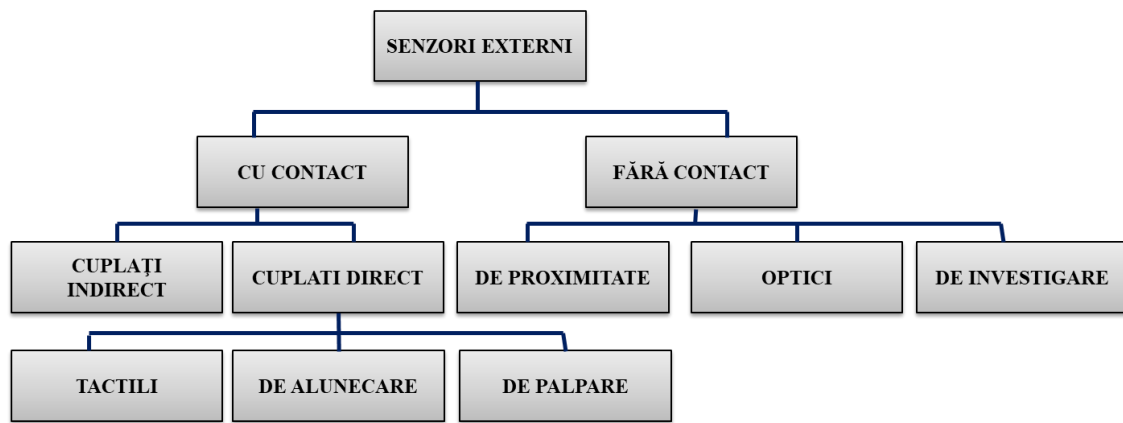 SENZORI EXTERNI
CU CONTACT
FĂRĂ CONTACT
CUPLAŢI
INDIRECT
CUPLATI DIRECT
DE PROXIMITATE
OPTICI
DE INVESTIGARE
TACTILI
DE ALUNECARE
DE PALPARE